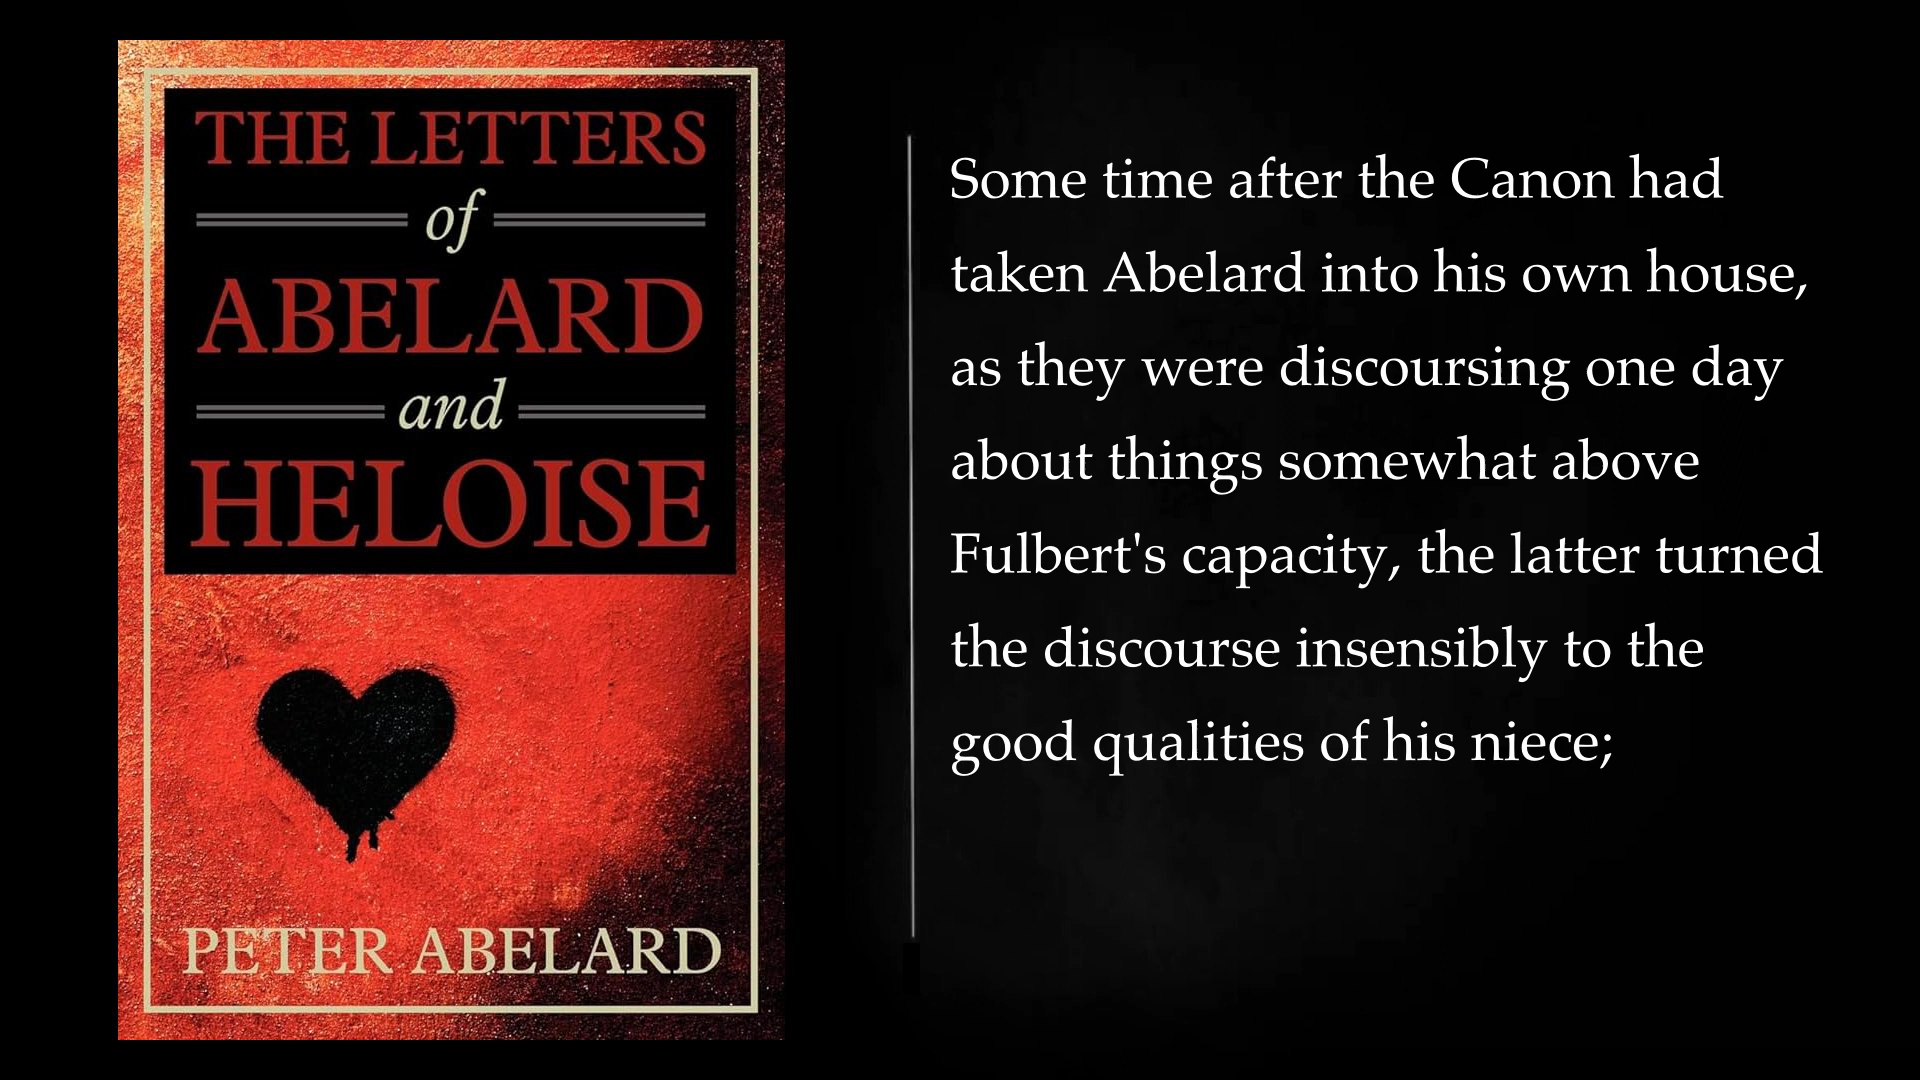 THE LETTERS
of
ABELARD
and
HELOISE
PETER ABELARD
Some time after the Canon had
taken Abelard into his own house,
as they were discoursing one day
about things somewhat above
Fulbert's capacity, the latter turned
the discourse insensibly to the
good qualities of his niece;